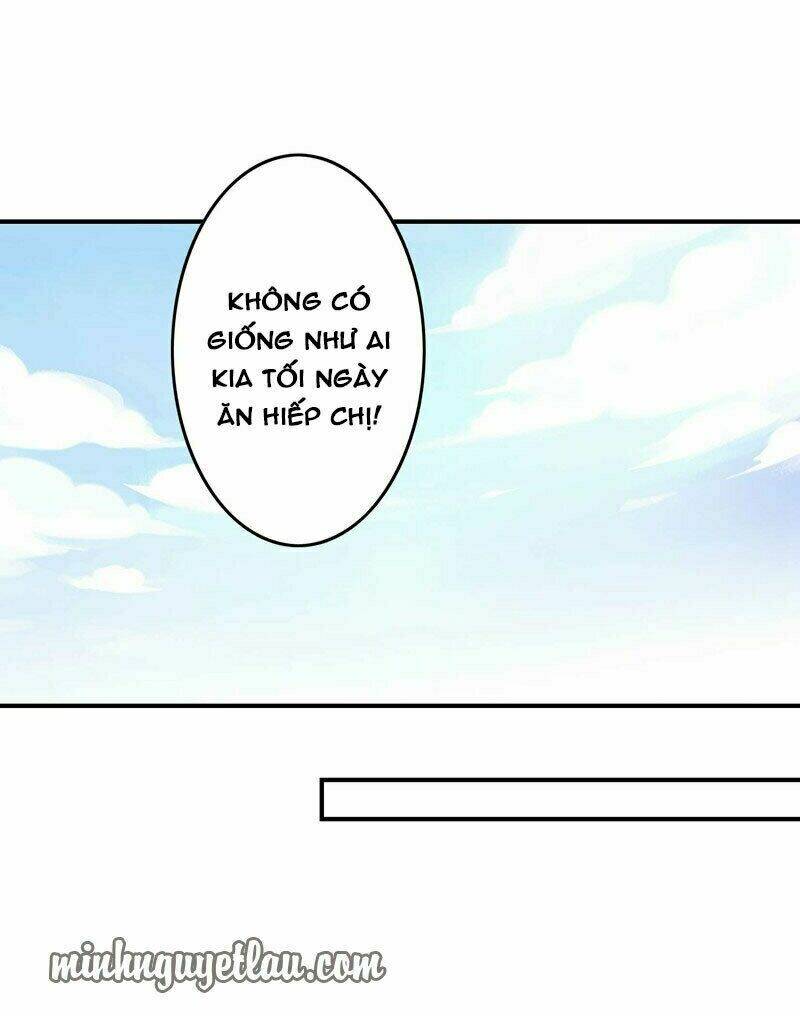 KHÔNG CÓ
GIỐNG NHƯ AI
KIA TỐI NGÀY
ĂN HIẾP CHỊ!
minhnguyetlau.com